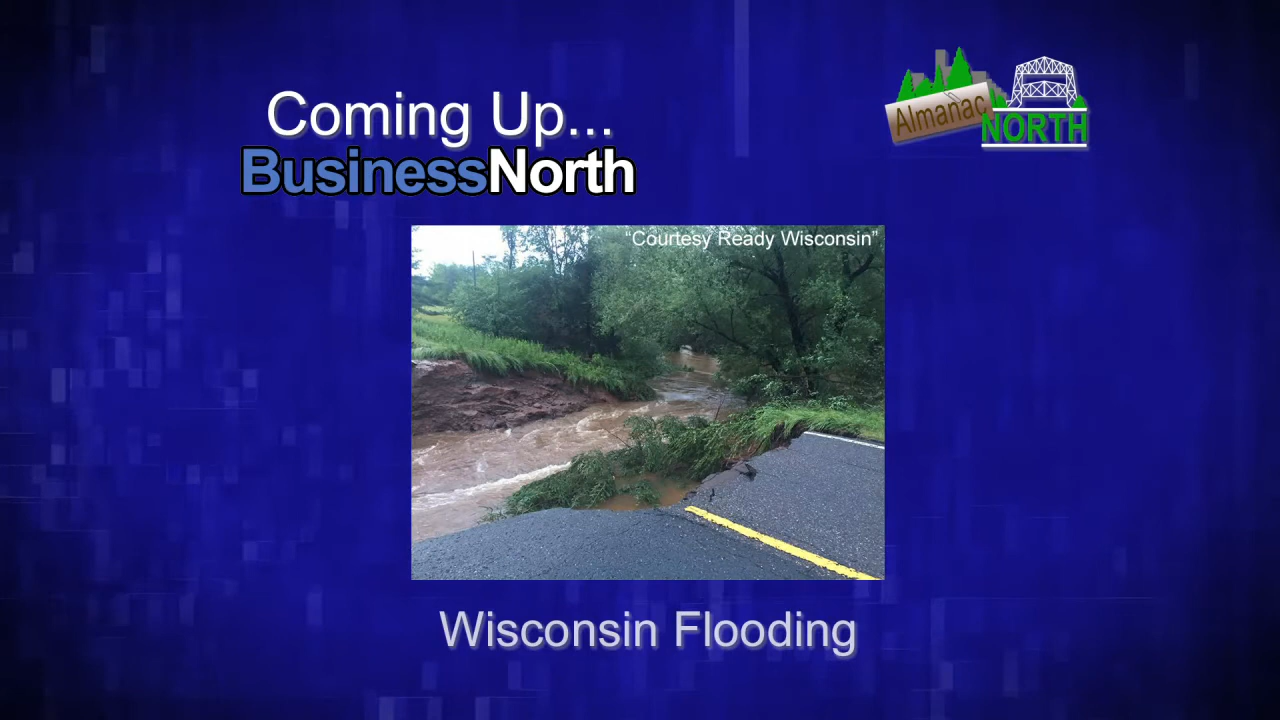 Coming Up...
BusinessNorth
Almanac
NORTH
“Courtesy Ready Wisconsin”
Wisconsin Flooding